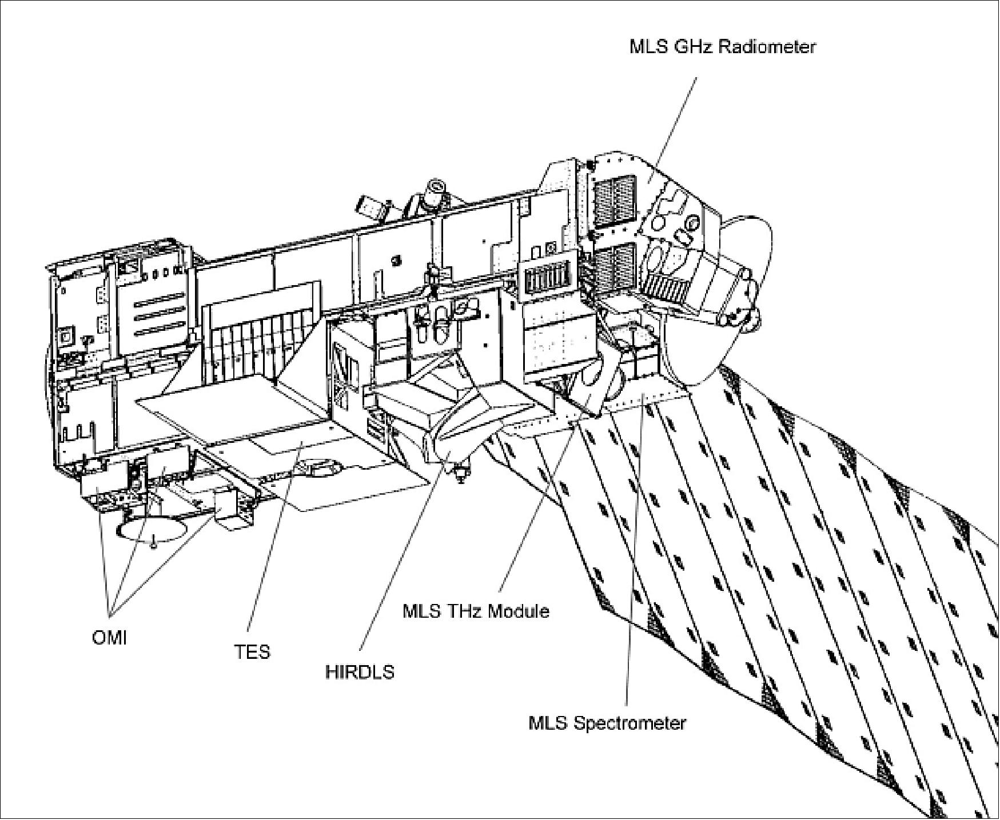 MLS GHz Radiometer
MLS THz Module
OMI
TES
HIRDLS
MLS Spectrometer